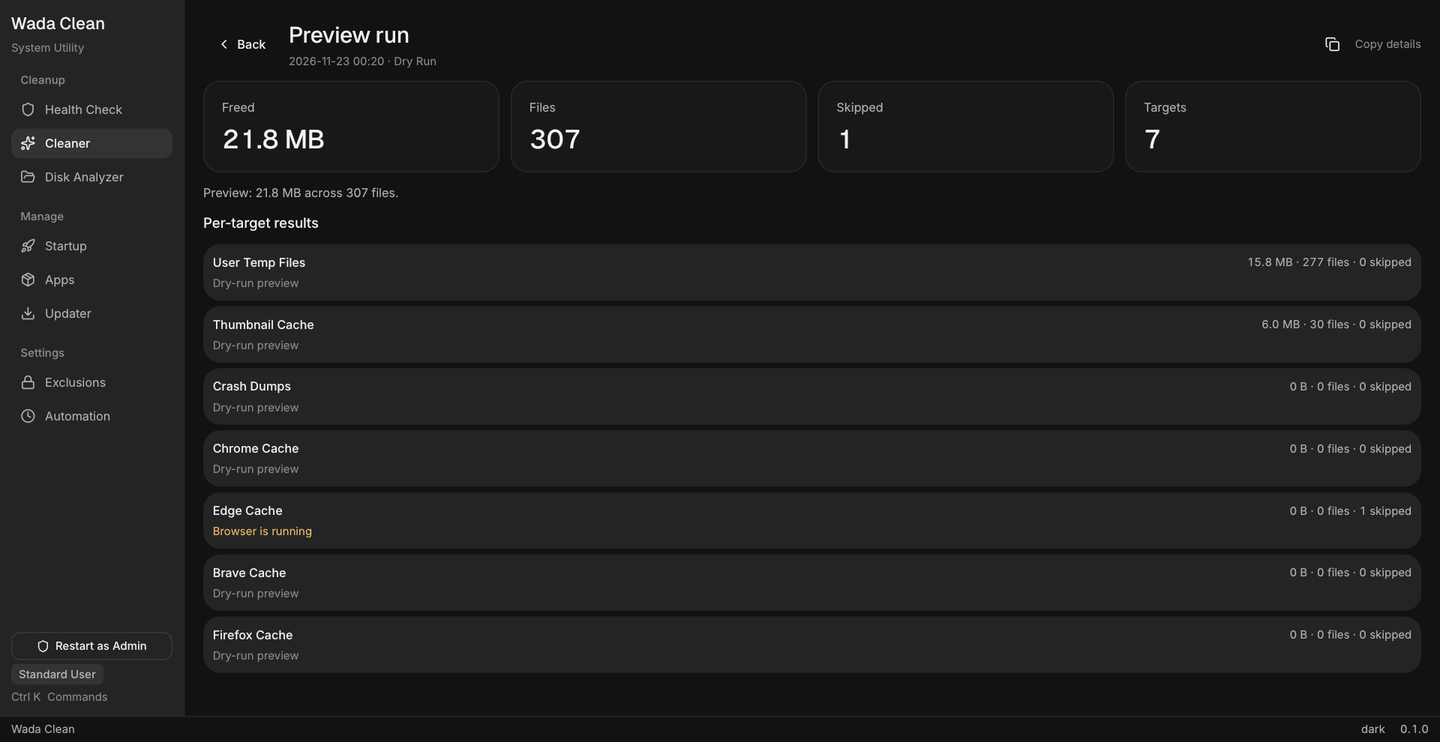 Wada Clean
System Utility
Cleanup
Health Check
Cleaner
Disk Analyzer
Manage
Startup
Apps
Updater
Settings
Exclusions
Automation
Restart as Admin
Standard User
Ctrl K Commands
Back
Preview run
2026-11-23 00:20 · Dry Run
Copy details
Freed
21.8 MB
Files
307
Skipped
1
Targets
7
Preview: 21.8 MB across 307 files.
Per-target results
User Temp Files
15.8 MB · 277 files · 0 skipped
Dry-run preview
Thumbnail Cache
6.0 MB · 30 files · 0 skipped
Dry-run preview
Crash Dumps
0 B · 0 files · 0 skipped
Dry-run preview
Chrome Cache
0 B · 0 files · 0 skipped
Dry-run preview
Edge Cache
0 B · 0 files · 1 skipped
Browser is running
Brave Cache
0 B · 0 files · 0 skipped
Dry-run preview
Firefox Cache
0 B · 0 files · 0 skipped
Dry-run preview
Wada Clean
dark 0.1.0